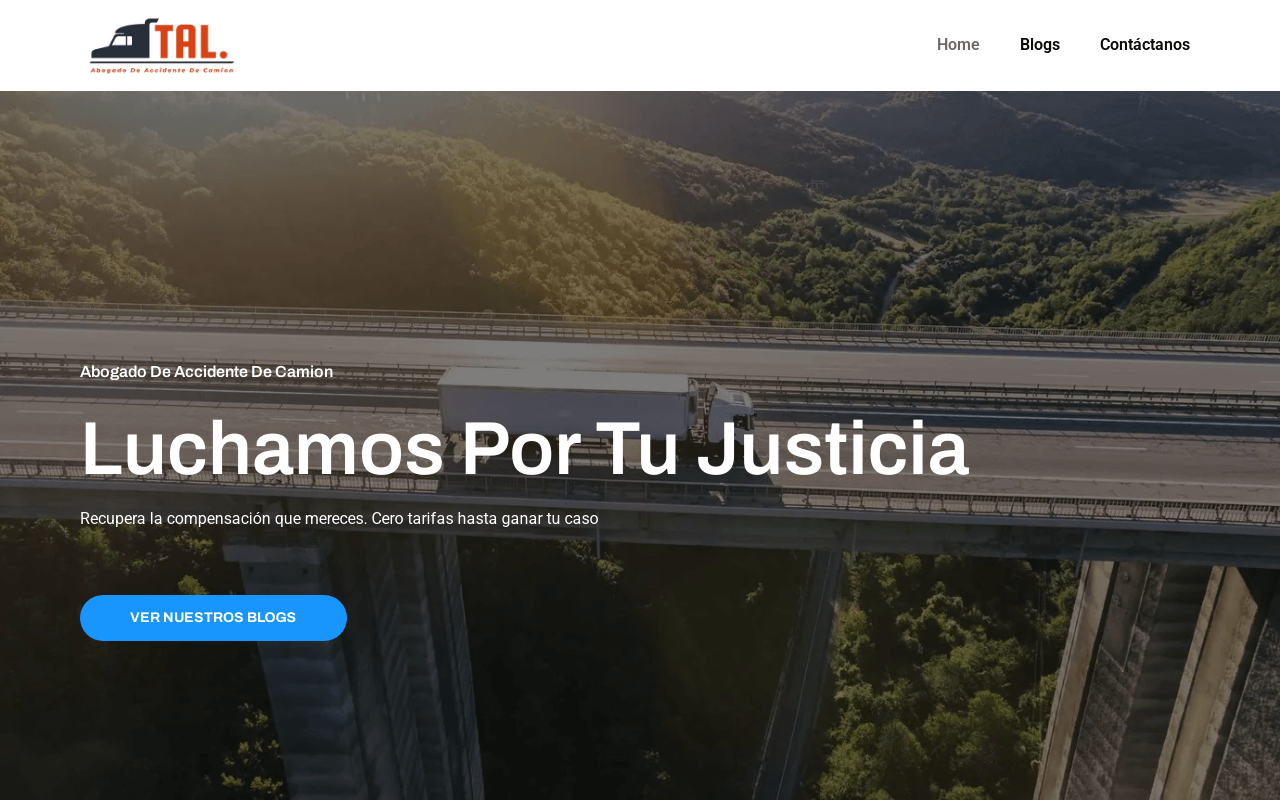 TAL.
Abogado De Accidente De Camion
Home
Blogs
Contáctanos
Abogado De Accidente De Camion
Luchamos Por Tu Justicia
Recupera la compensación que mereces. Cero tarifas hasta ganar tu caso
VER NUESTROS BLOGS